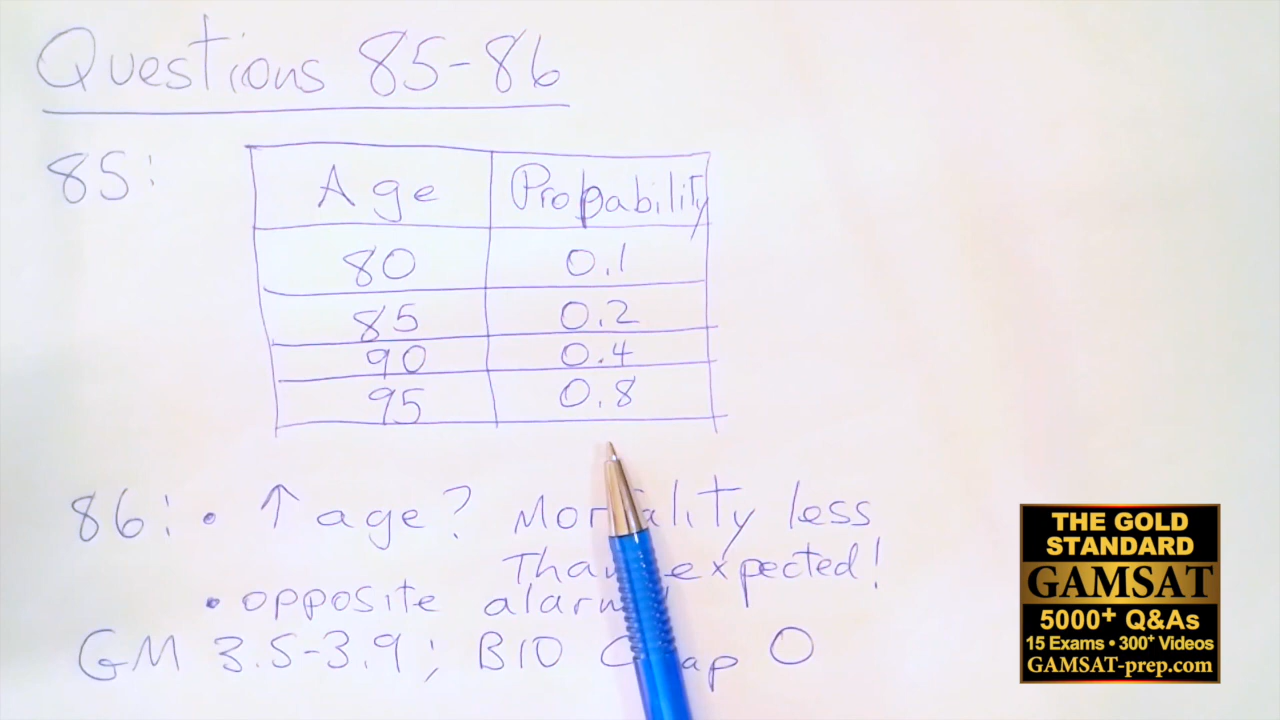 Questions 85-86
85:
Age Probability
80 0.1
85 0.2
90 0.4
95 0.8
86: • ↑ age? Mortality less
than expected!
• opposite alarm!
GM 3.5-3.9; BIO Chap 0
THE GOLD
STANDARD
GAMSAT
5000+ Q&As
15 Exams • 300+ Videos
GAMSAT-prep.com